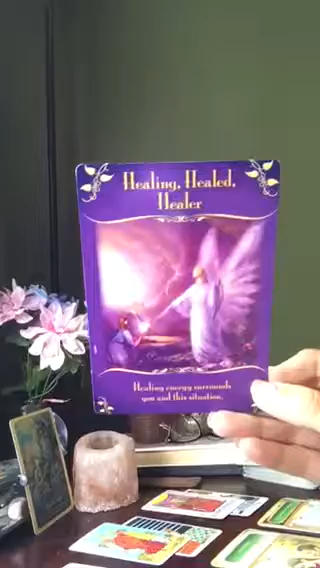 Healing, Healed,
Healer
Healing energy surrounds
you and this situation.